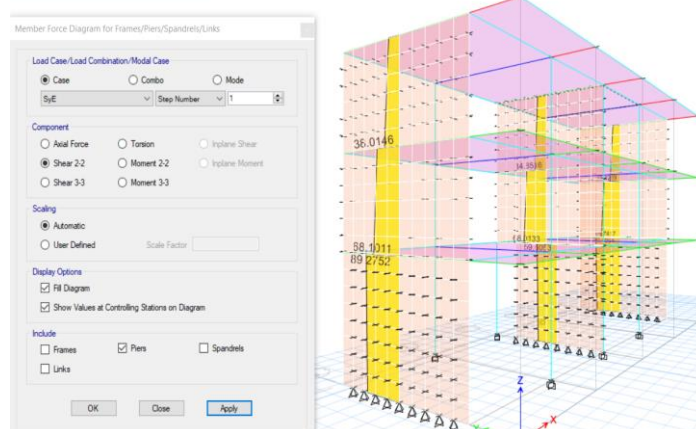 Member Force Diagram for Frames/Piers/Spandrels/Links
Load Case/Load Combination/Modal Case
Case Combo Mode
SyE Step Number 1
Component
Axial Force Torsion Inplane Shear
Shear 2-2 Moment 2-2 Inplane Moment
Shear 3-3 Moment 3-3
Scaling
Automatic
User Defined Scale Factor
Display Options
Fill Diagram
Show Values at Controlling Stations on Diagram
Include
Frames Piers Spandrels
Links
OK Close Apply
36.0146
68.1011
89.2752
Z
X